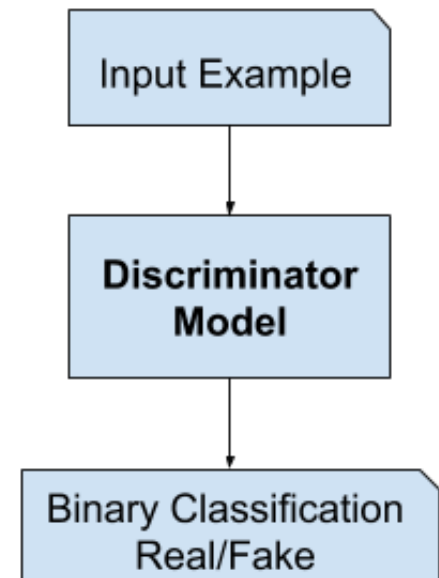 Input Example
Discriminator
Model
Binary Classification
Real/Fake